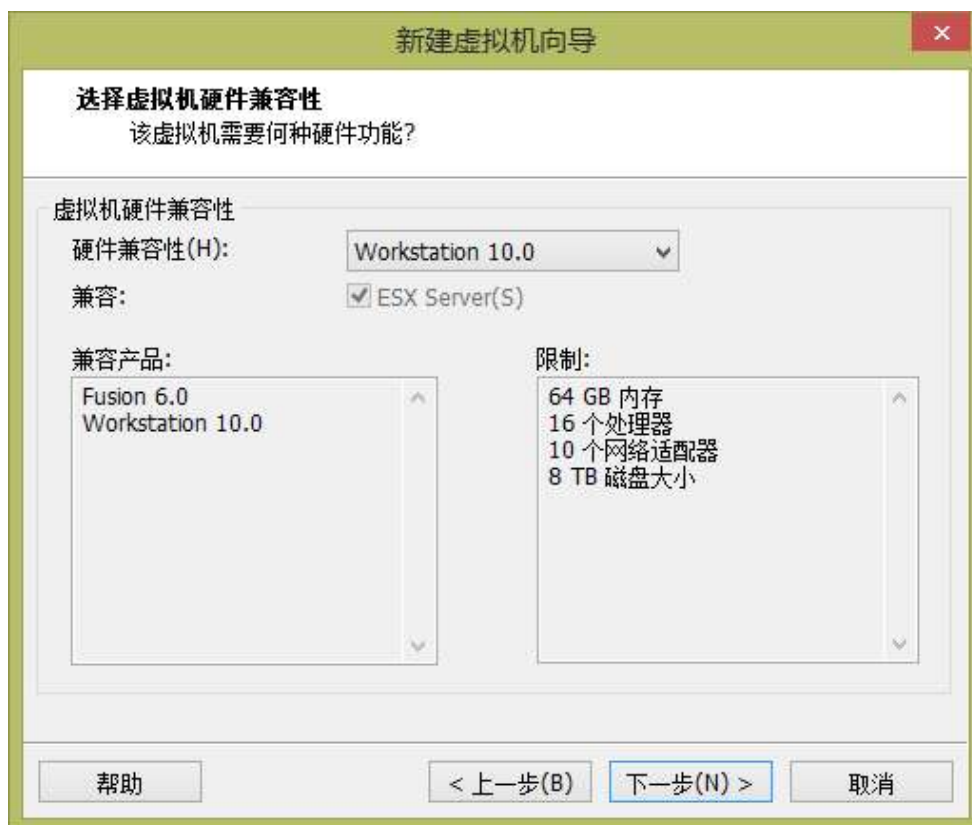 新建虚拟机向导
选择虚拟机硬件兼容性
该虚拟机需要何种硬件功能?
虚拟机硬件兼容性
硬件兼容性(H):
Workstation 10.0
兼容:
ESX Server(S)
兼容产品:
Fusion 6.0
Workstation 10.0
限制:
64 GB 内存
16 个处理器
10 个网络适配器
8 TB 磁盘大小
帮助
< 上一步(B)
下一步(N) >
取消